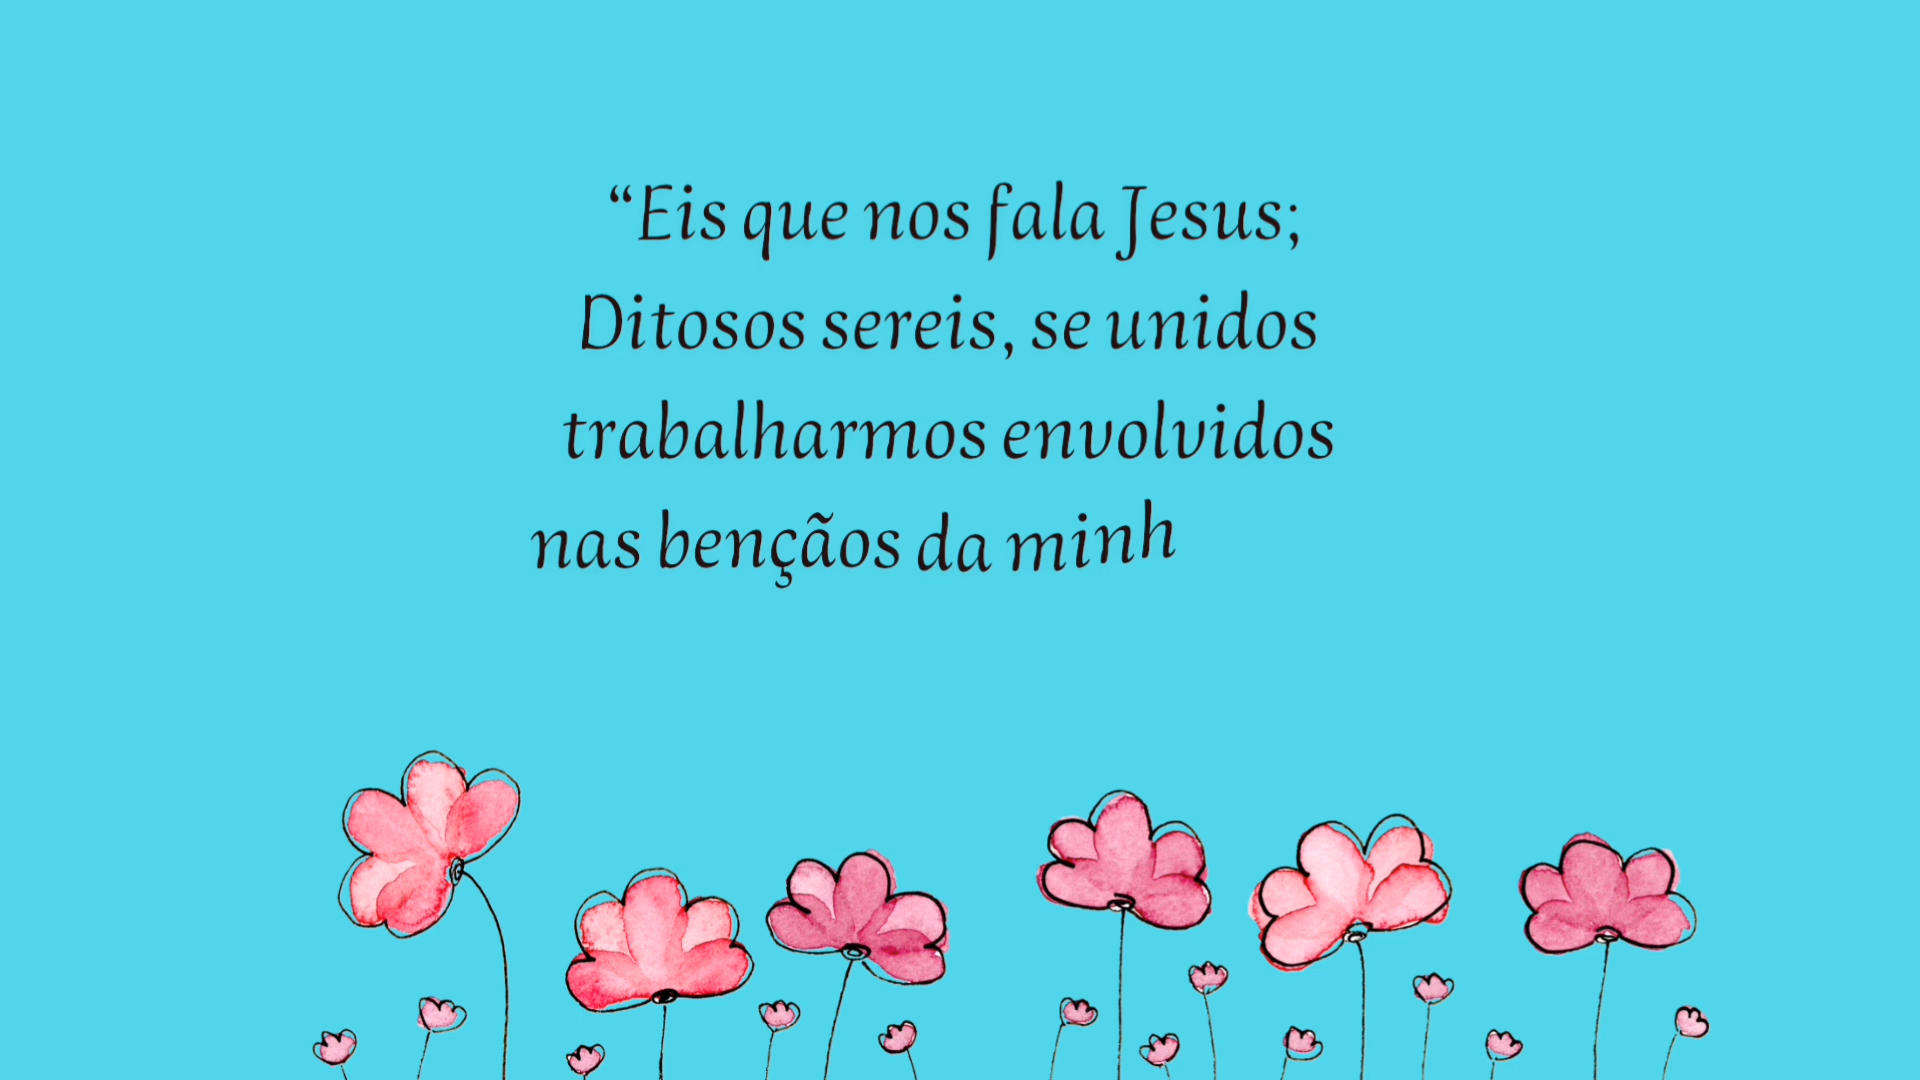 “Eis que nos fala Jesus;
Ditosos sereis, se unidos
trabalharmos envolvidos
nas bençãos da minh